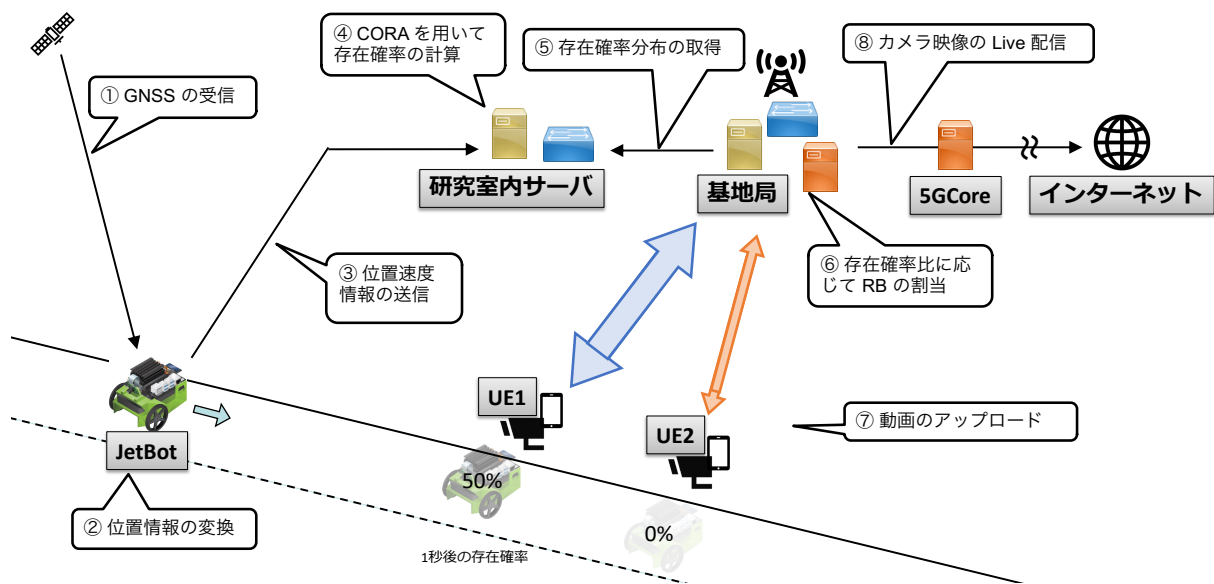 ④ CORA を用いて
存在確率の計算
⑤ 存在確率分布の取得
⑧ カメラ映像の Live 配信
① GNSS の受信
研究室内サーバ
基地局
5GCore
インターネット
③ 位置速度
情報の送信
⑥ 存在確率比に応
じて RB の割当
UE1
UE2
⑦ 動画のアップロード
JetBot
50%
0%
② 位置情報の変換
1秒後の存在確率